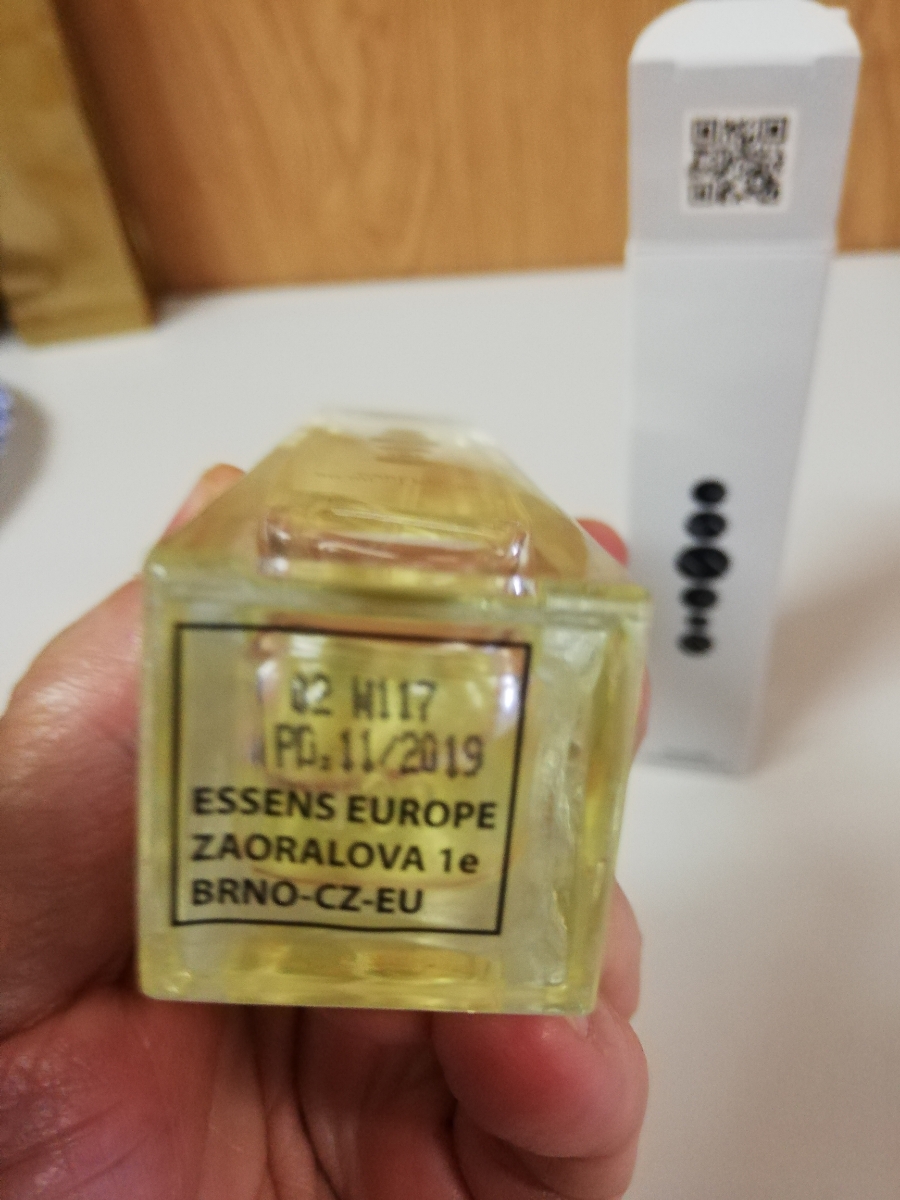 02 W117
PD.11/2019
ESSENS EUROPE
ZAORALOVA 1e
BRNO-CZ-EU